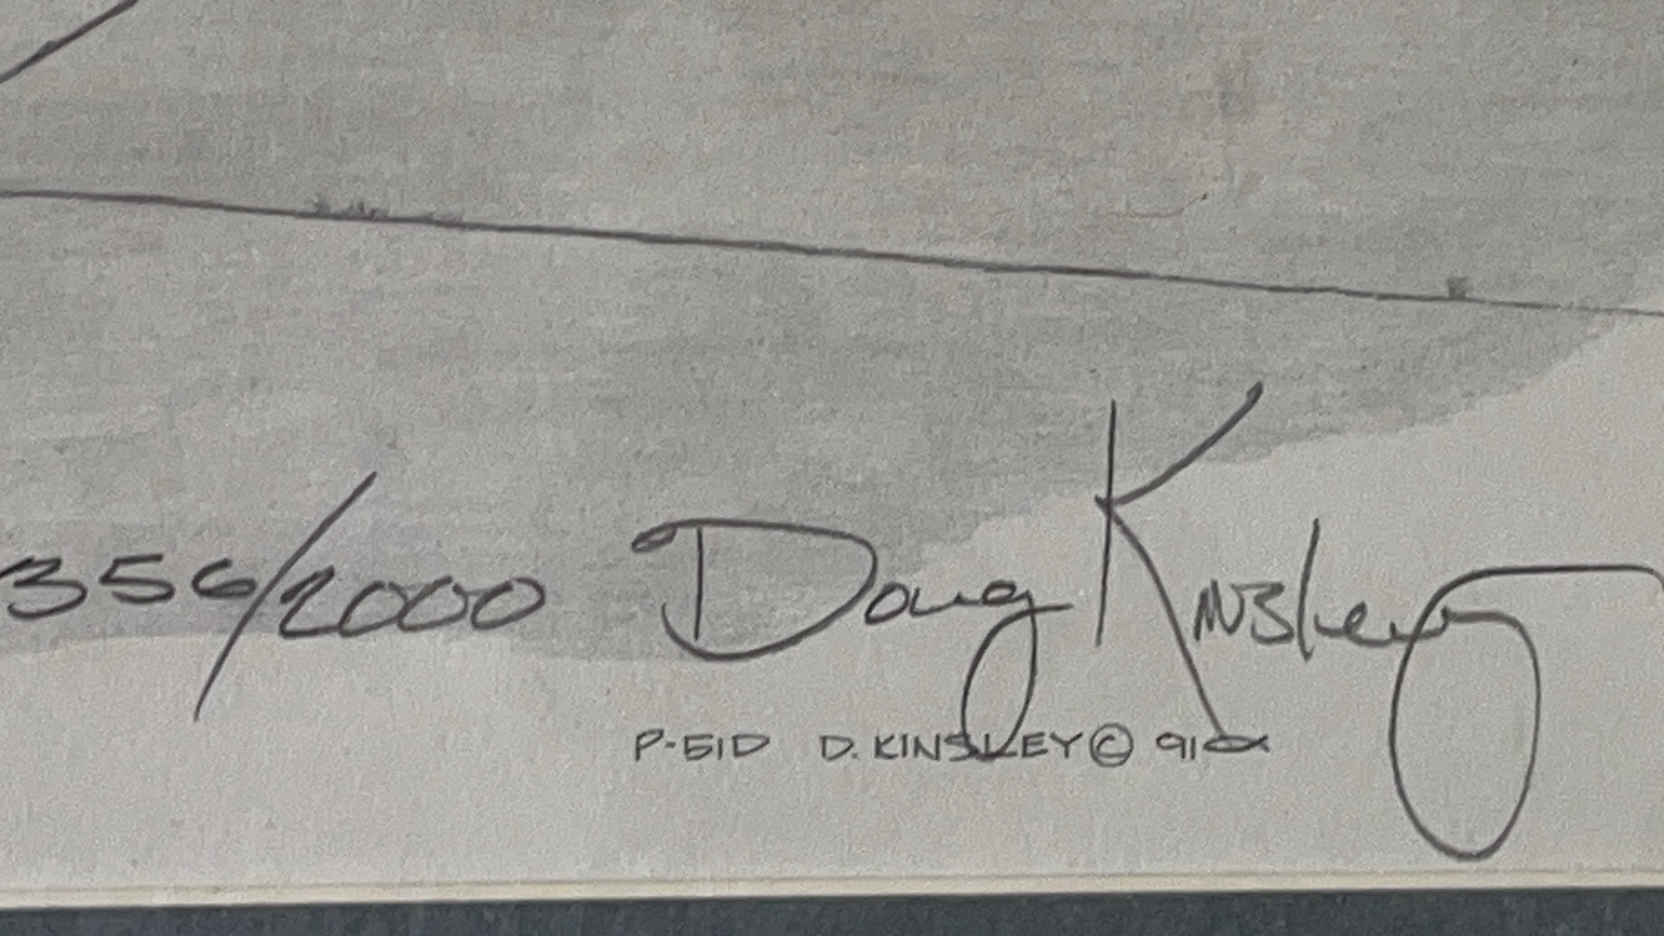 356/2000 Doug Kinsley
P-51D D. KINSLEY © 91